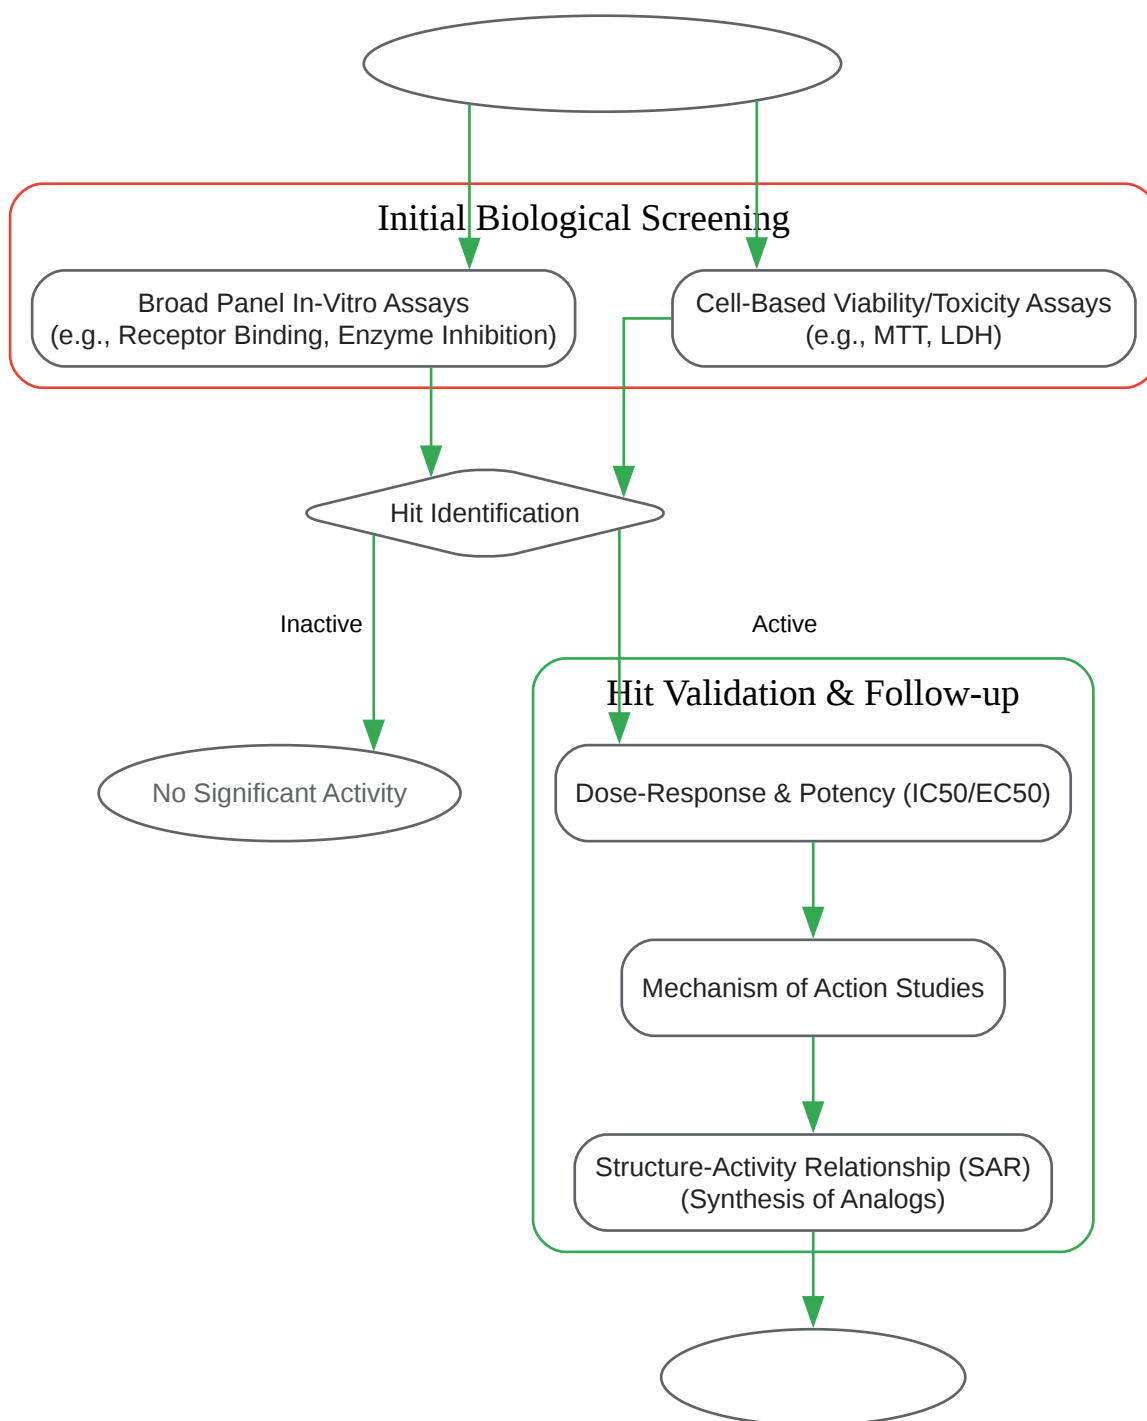 Initial Biological Screening
Broad Panel In-Vitro Assays
(e.g., Receptor Binding, Enzyme Inhibition)
Cell-Based Viability/Toxicity Assays
(e.g., MTT, LDH)
Hit Identification
Inactive
Active
Hit Validation & Follow-up
No Significant Activity
Dose-Response & Potency (IC50/EC50)
Mechanism of Action Studies
Structure-Activity Relationship (SAR)
(Synthesis of Analogs)